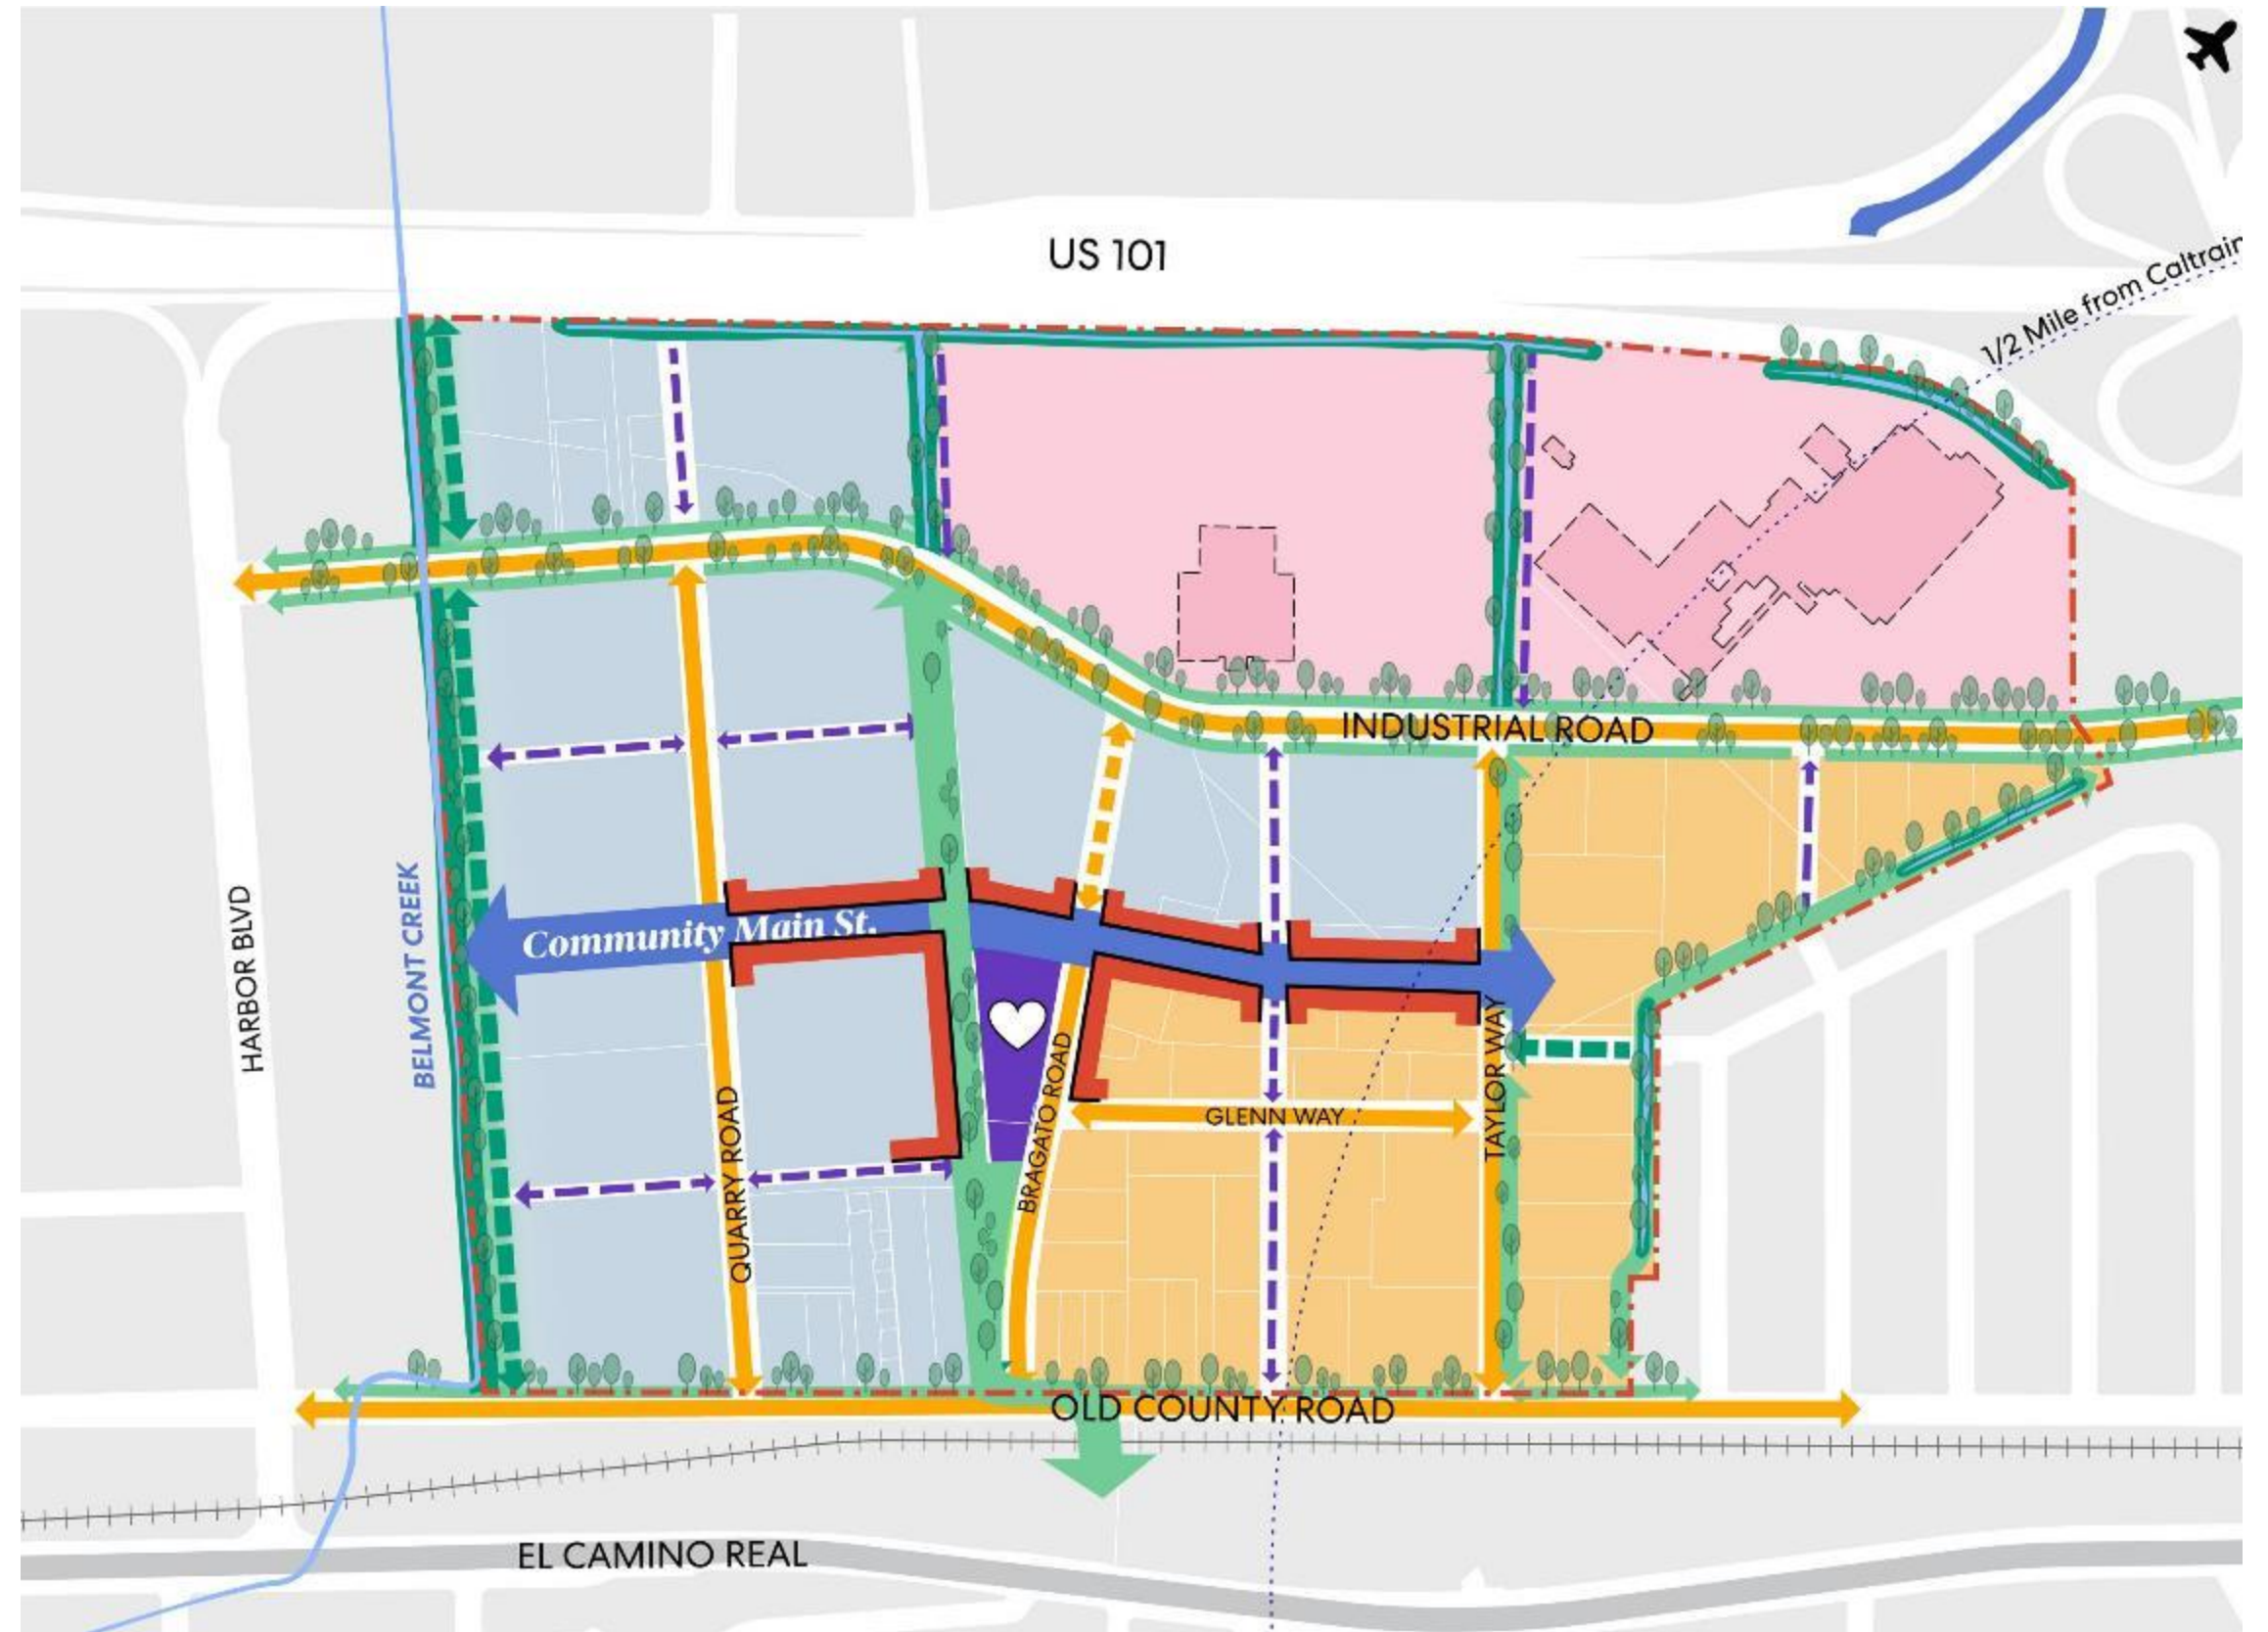 US 101
1/2 Mile from Caltrain
INDUSTRIAL ROAD
HARBOR BLVD
BELMONT CREEK
Community Main St.
QUARRY ROAD
BRAGATO ROAD
GLENN WAY
TAYLOR WAY
OLD COUNTY ROAD
EL CAMINO REAL